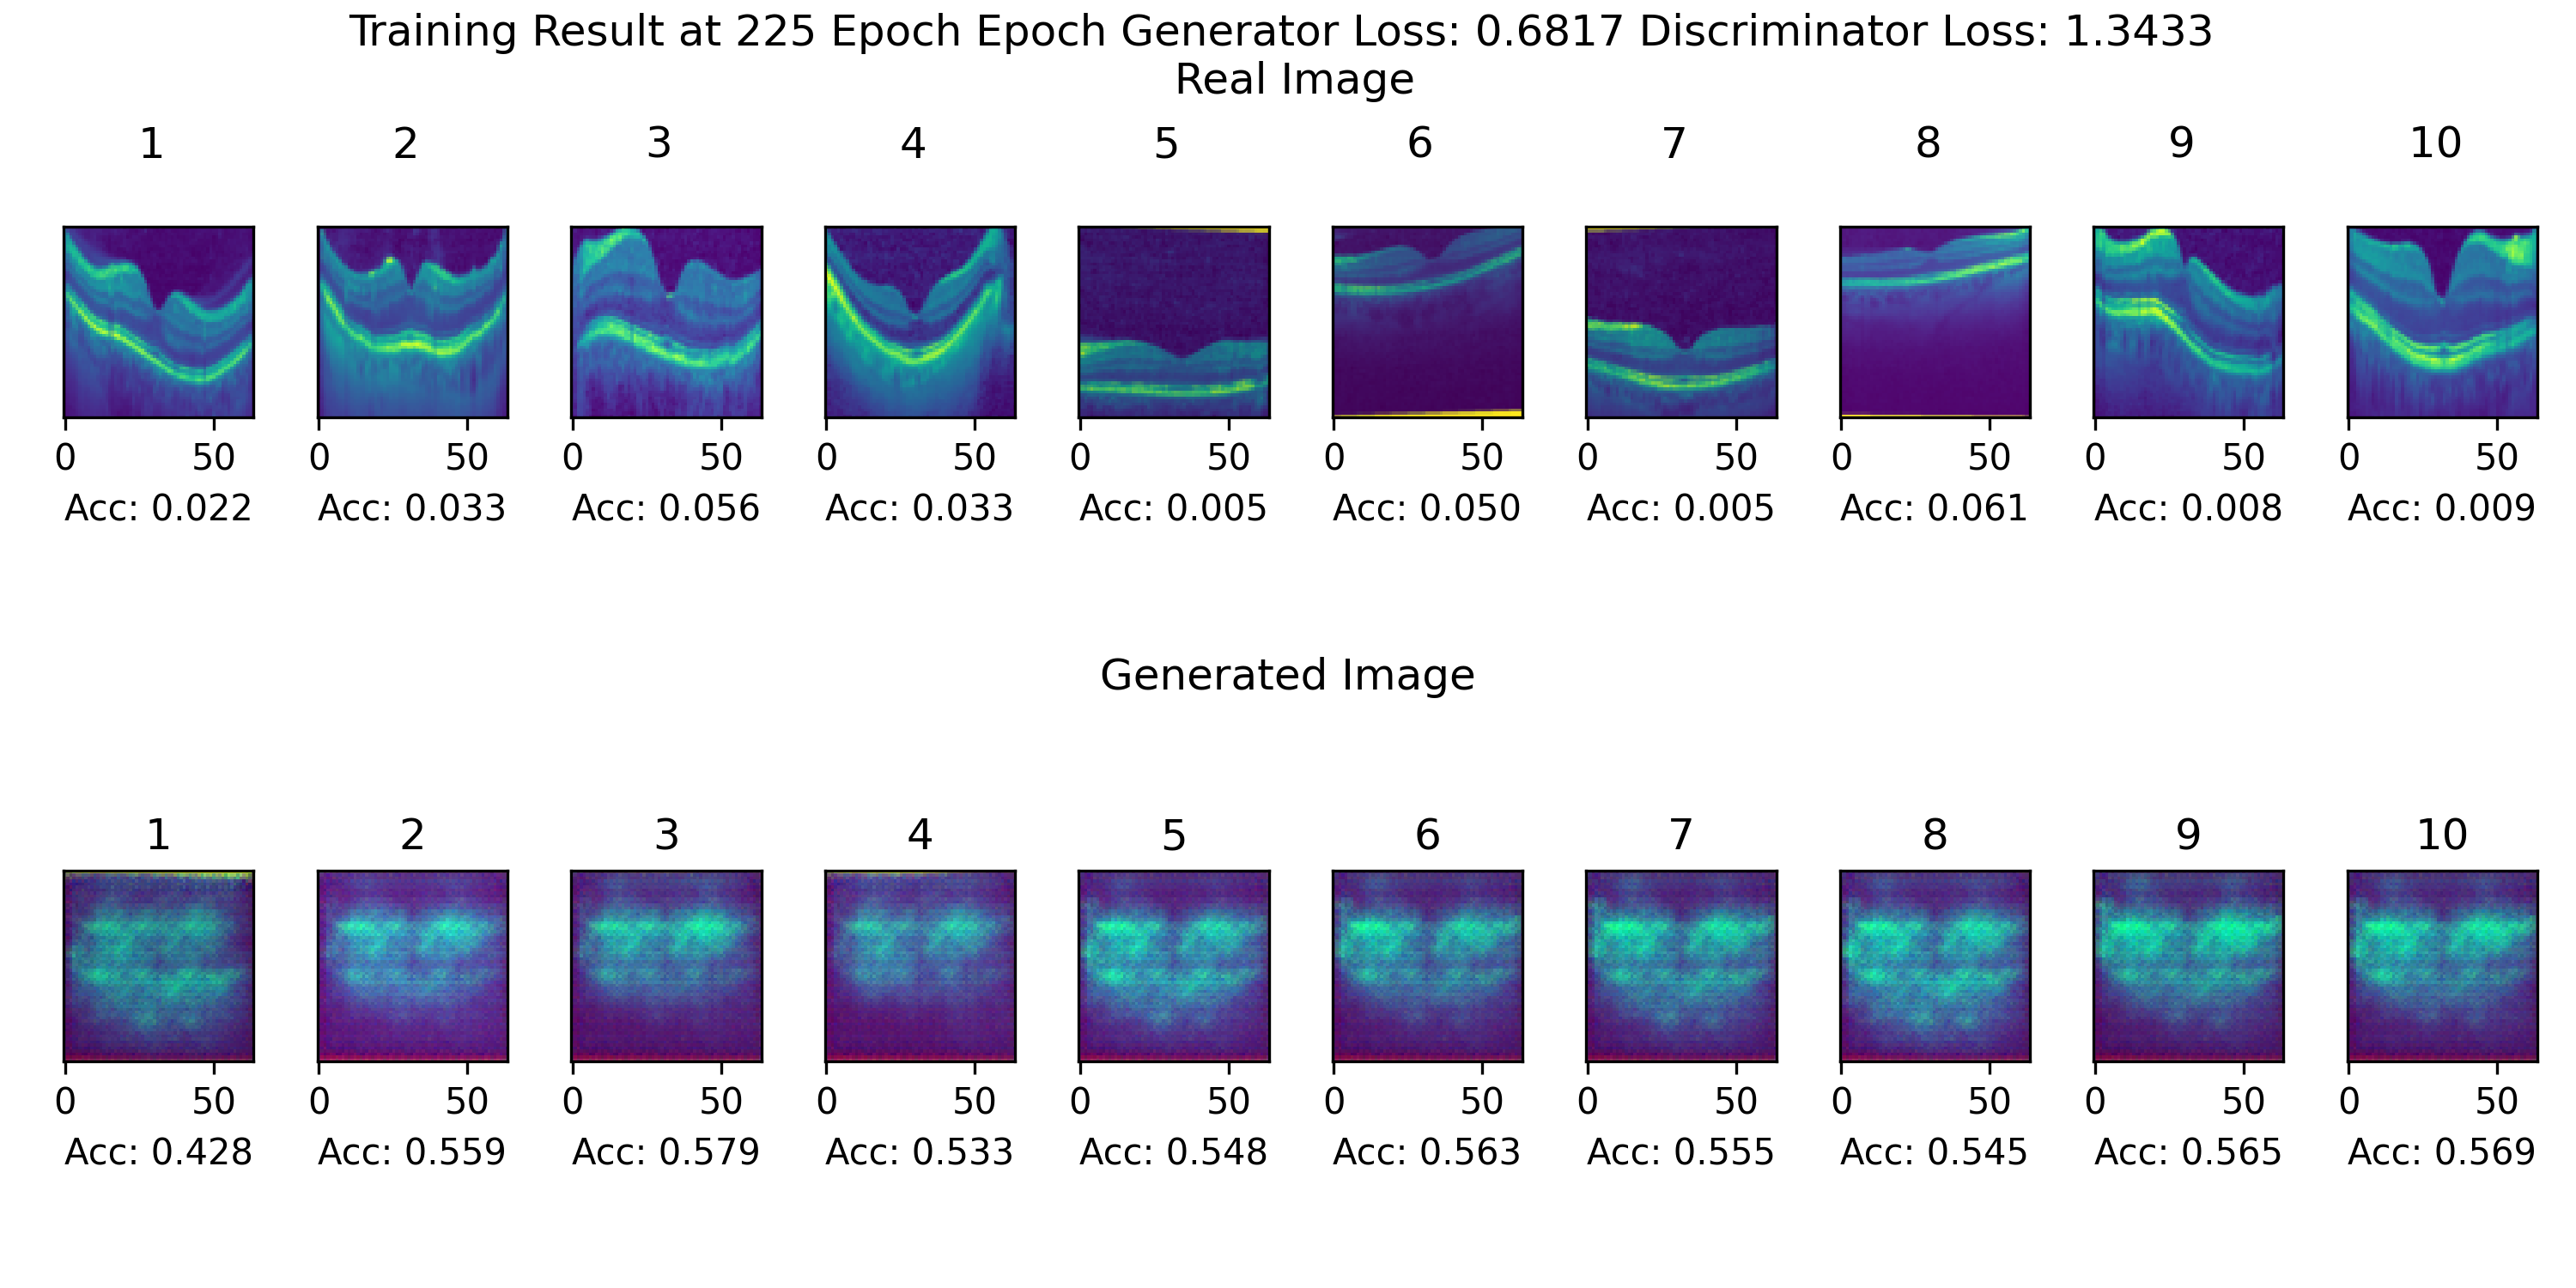 Training Result at 225 Epoch Epoch Generator Loss: 0.6817 Discriminator Loss: 1.3433
Real Image
1 2 3 4 5 6 7 8 9 10
0 50 0 50 0 50 0 50 0 50 0 50 0 50 0 50 0 50 0 50
Acc: 0.022 Acc: 0.033 Acc: 0.056 Acc: 0.033 Acc: 0.005 Acc: 0.050 Acc: 0.005 Acc: 0.061 Acc: 0.008 Acc: 0.009
Generated Image
1 2 3 4 5 6 7 8 9 10
0 50 0 50 0 50 0 50 0 50 0 50 0 50 0 50 0 50 0 50
Acc: 0.428 Acc: 0.559 Acc: 0.579 Acc: 0.533 Acc: 0.548 Acc: 0.563 Acc: 0.555 Acc: 0.545 Acc: 0.565 Acc: 0.569